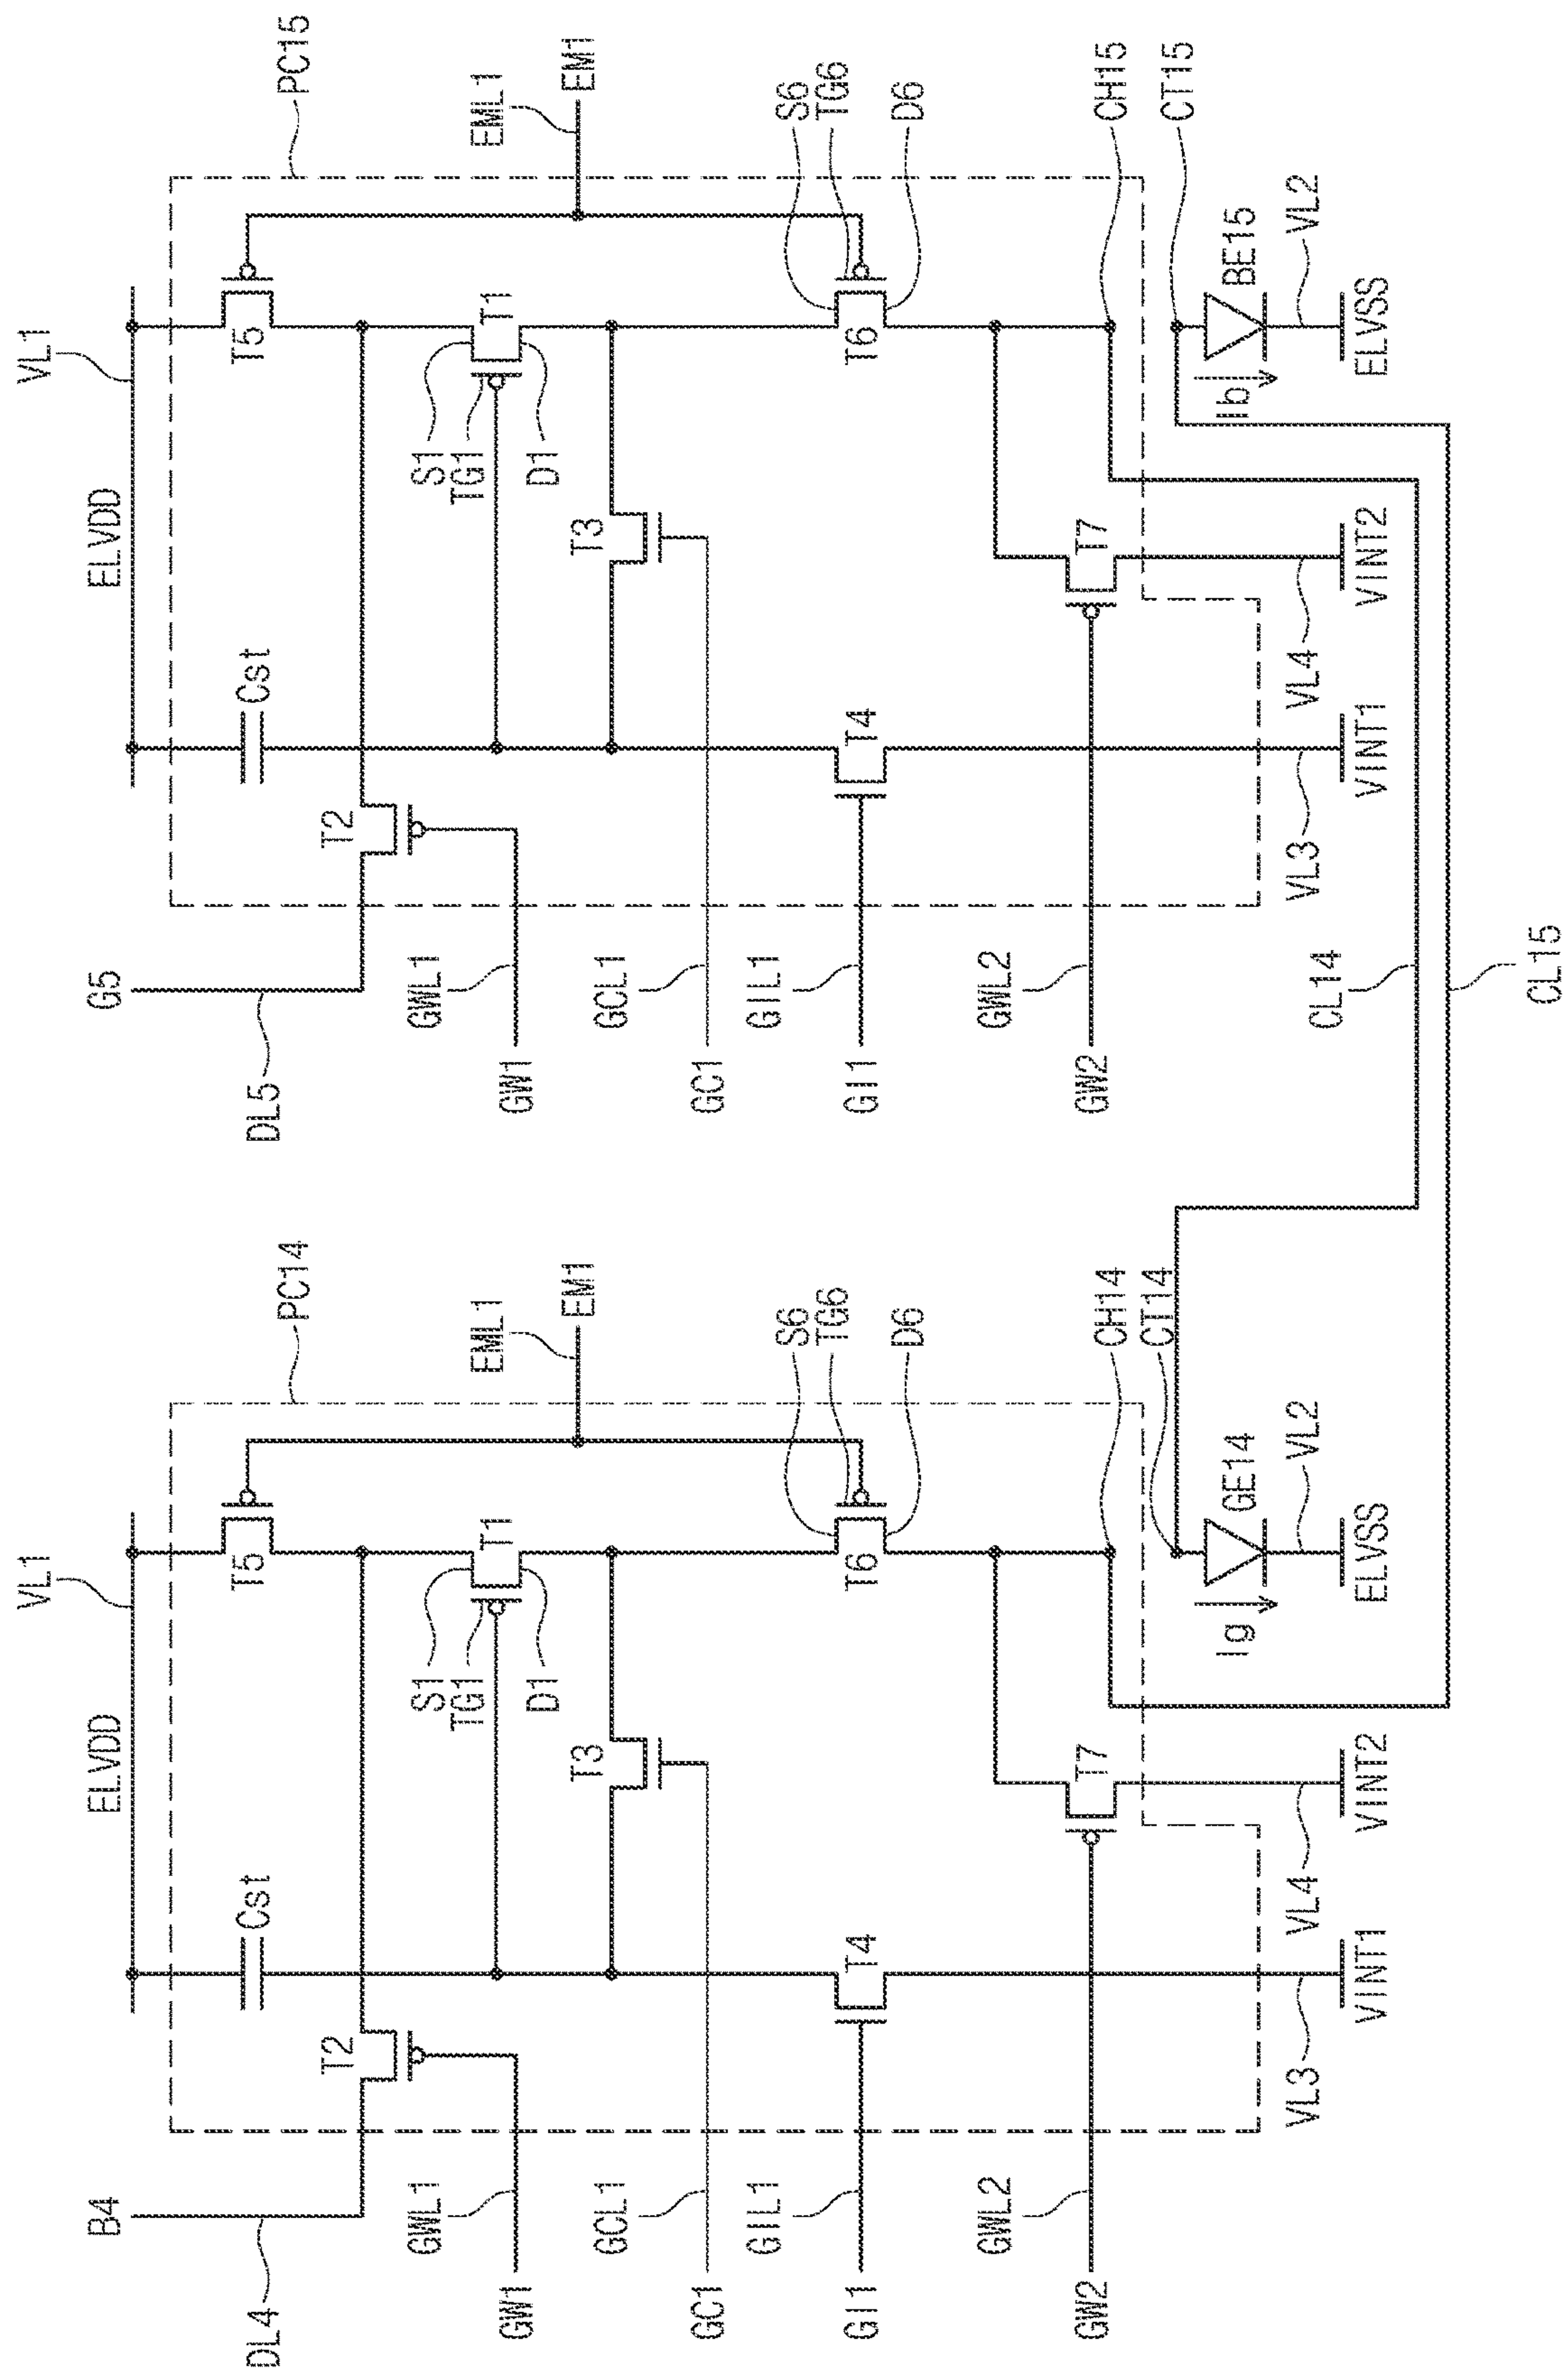 VL1
B4
ELVDD
PC14
DL4
Cst
T5
T2
GWL1
S1
TG1
D1
T1
EML1
GW1
EM1
T3
GCL1
GC1
GIL1
S6
TG6
D6
T4
T6
GI1
GWL2
T7
CH14
CT14
GW2
Ig
GE14
VL3
VL4
VL2
VINT1
VINT2
ELVSS
VL1
G5
ELVDD
PC15
DL5
Cst
T5
T2
GWL1
S1
TG1
D1
T1
EML1
GW1
EM1
T3
GCL1
GC1
GIL1
S6
TG6
D6
T4
T6
GI1
GWL2
T7
CH15
CT15
GW2
Ib
BE15
VL3
VL4
VL2
VINT1
VINT2
ELVSS
CL14
CL15